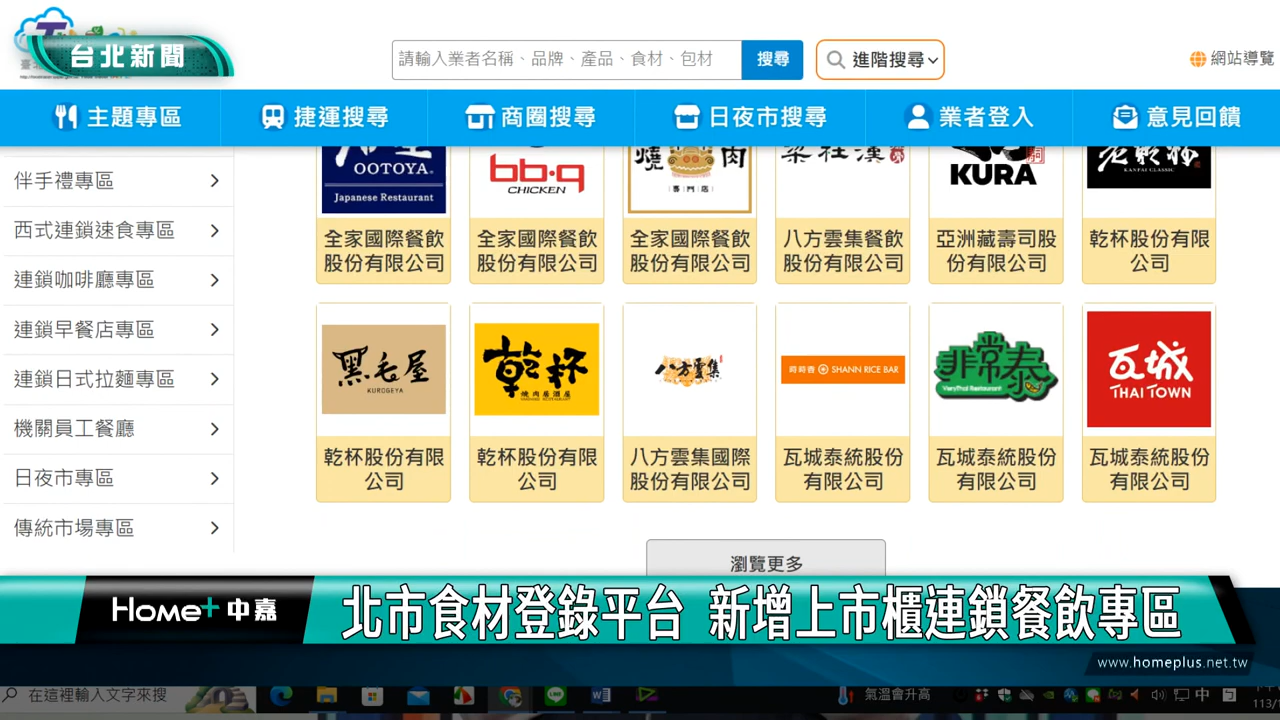 台北新聞
請輸入業者名稱、品牌、產品、食材、包材
搜尋
進階搜尋
網站導覽
主題專區
捷運搜尋
商圈搜尋
日夜市搜尋
業者登入
意見回饋
伴手禮專區
西式連鎖速食專區
連鎖咖啡廳專區
連鎖早餐店專區
連鎖日式拉麵專區
機關員工餐廳
日夜市專區
傳統市場專區
OOTOYA
Japanese Restaurant
全家國際餐飲
股份有限公司
bb.q
CHICKEN
全家國際餐飲
股份有限公司
燒肉
全家國際餐飲
股份有限公司
八方雲集餐飲
股份有限公司
KURA
亞洲藏壽司股
份有限公司
KANPAI CLASSIC
乾杯股份有限
公司
黑毛屋
KUROGEYA
乾杯股份有限
公司
乾杯
燒肉居酒屋
乾杯股份有限
公司
八方雲集
八方雲集國際
股份有限公司
時時香 SHANN RICE BAR
瓦城泰統股份
有限公司
非常泰
VeryThai Restaurant
瓦城泰統股份
有限公司
瓦城
THAI TOWN
瓦城泰統股份
有限公司
瀏覽更多
Home+中嘉
北市食材登錄平台 新增上市櫃連鎖餐飲專區
www.homeplus.net.tw
在這裡輸入文字來搜
氣溫會升高
中